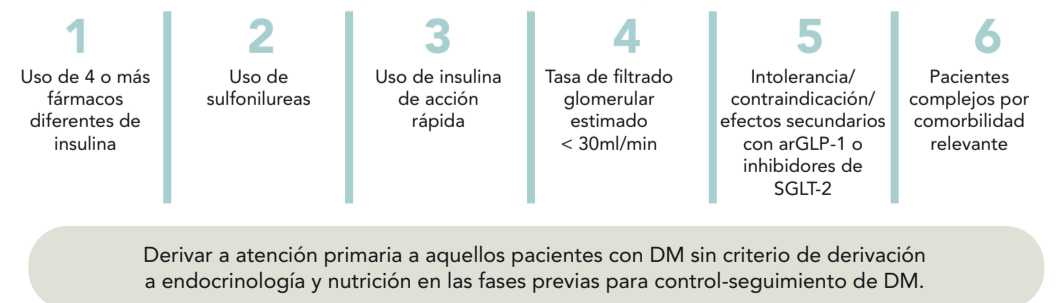 1
Uso de 4 o más
fármacos
diferentes de
insulina
2
Uso de
sulfonilureas
3
Uso de insulina
de acción
rápida
4
Tasa de filtrado
glomerular
estimado
< 30ml/min
5
Intolerancia/
contraindicación/
efectos secundarios
con arGLP-1 o
inhibidores de
SGLT-2
6
Pacientes
complejos por
comorbilidad
relevante
Derivar a atención primaria a aquellos pacientes con DM sin criterio de derivación
a endocrinología y nutrición en las fases previas para control-seguimiento de DM.